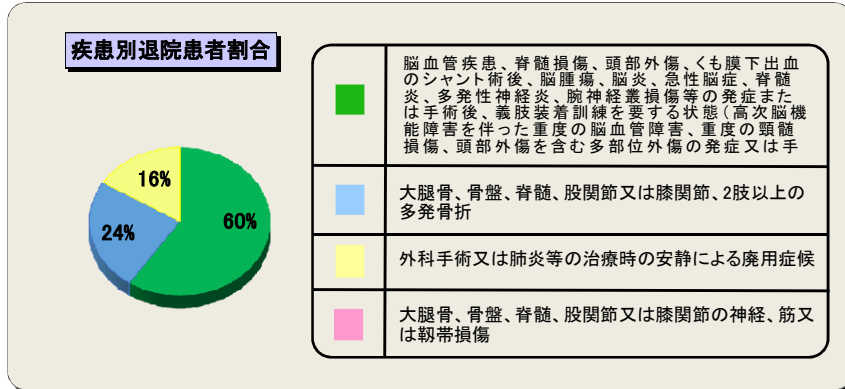 疾患別退院患者割合
脳血管疾患、脊髄損傷、頭部外傷、くも膜下出血
のシャント術後、脳腫瘍、脳炎、急性脳症、脊髄
炎、多発性神経炎、腕神経叢損傷等の発症また
は手術後、義肢装着訓練を要する状態(高次脳機
能障害を伴った重度の脳血管障害、重度の頸髄
損傷、頭部外傷を含む多部位外傷の発症又は手
大腿骨、骨盤、脊髄、股関節又は膝関節、2肢以上の
多発骨折
外科手術又は肺炎等の治療時の安静による廃用症候
大腿骨、骨盤、脊髄、股関節又は膝関節の神経、筋又
は靱帯損傷
16%
24%
60%